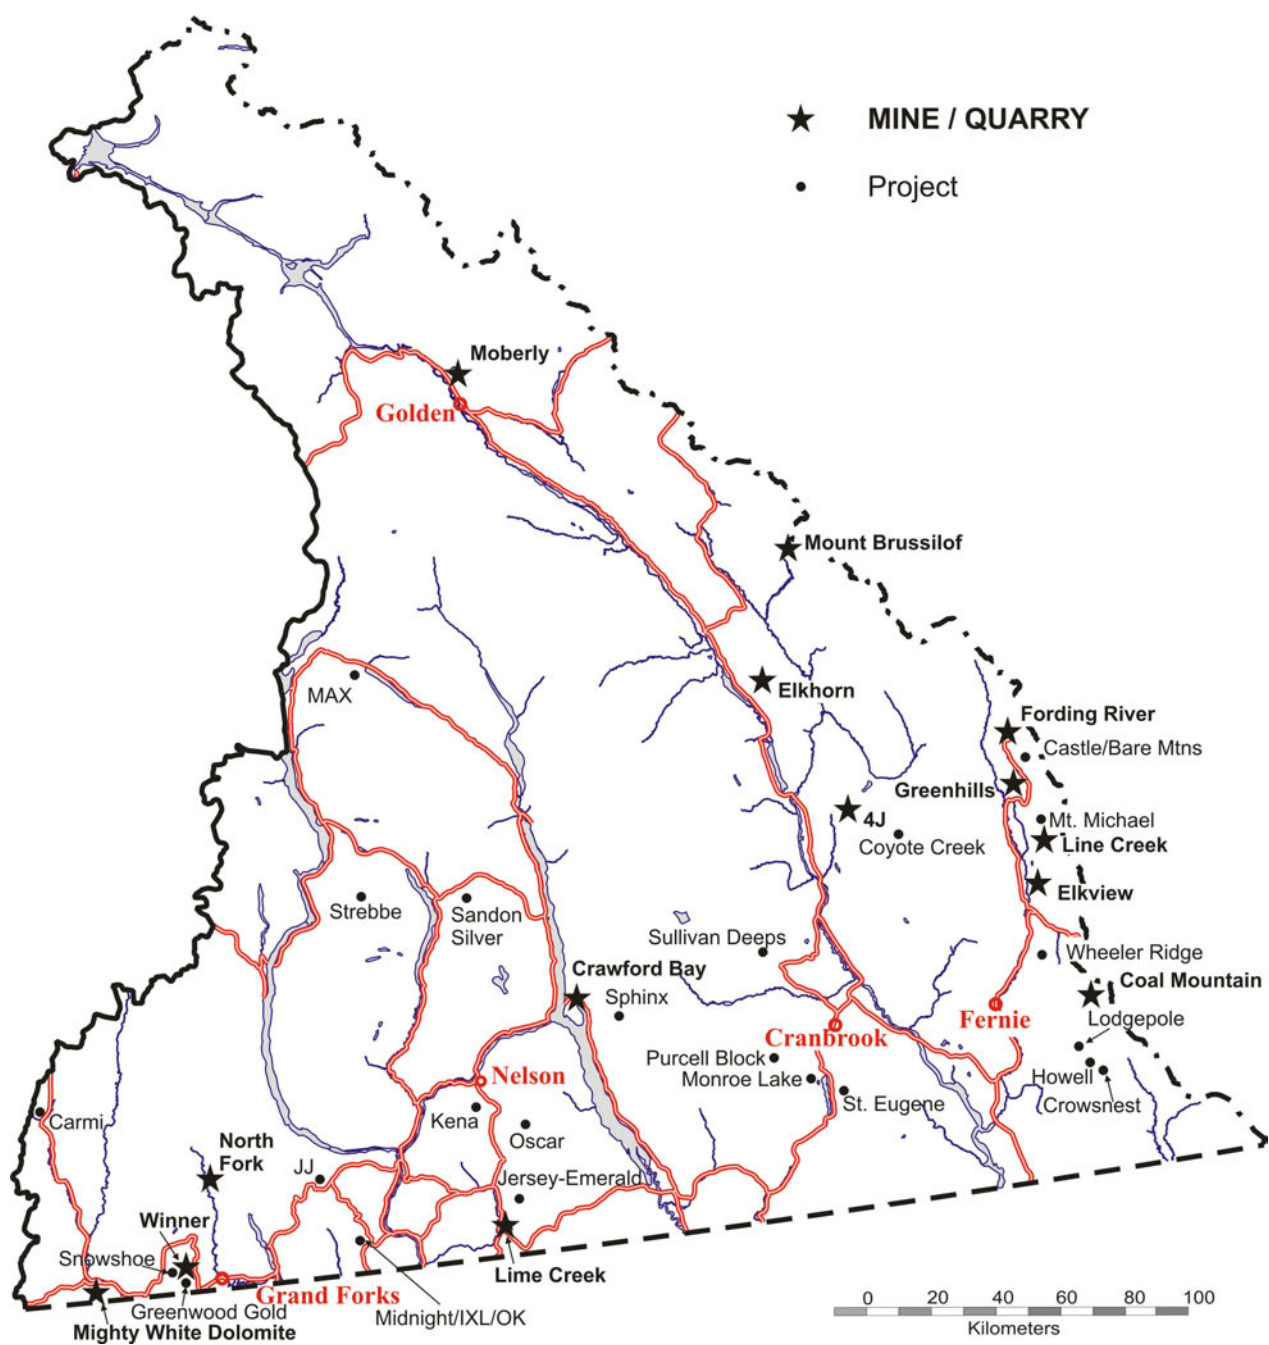 MINE / QUARRY
Project
Moberly
Golden
Mount Brussilof
Elkhorn
MAX
Fording River
Castle/Bare Mtns
Greenhills
4J
Mt. Michael
Coyote Creek
Line Creek
Elkview
Strebbe
Sandon
Silver
Sullivan Deeps
Wheeler Ridge
Crawford Bay
Sphinx
Coal Mountain
Fernie
Lodgepole
Cranbrook
Purcell Block
Monroe Lake
Nelson
Howell
Crowsnest
St. Eugene
Carmi
Kena
Oscar
North
Fork
JJ
Jersey-Emerald
Winner
Snowshoe
Lime Creek
Grand Forks
Greenwood Gold
Midnight/IXL/OK
Mighty White Dolomite
0 20 40 60 80 100
Kilometers